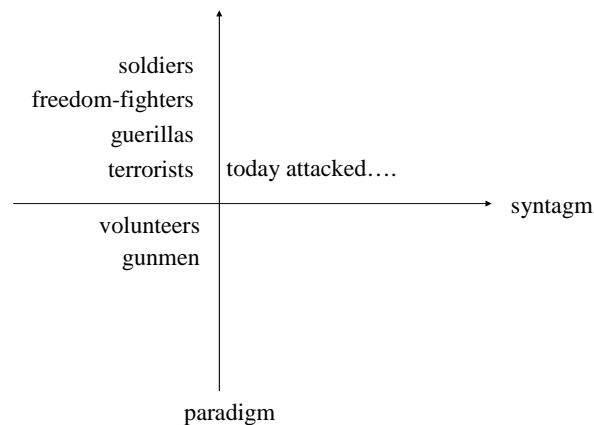 soldiers
freedom-fighters
guerillas
terrorists today attacked….
syntagm
volunteers
gunmen
paradigm